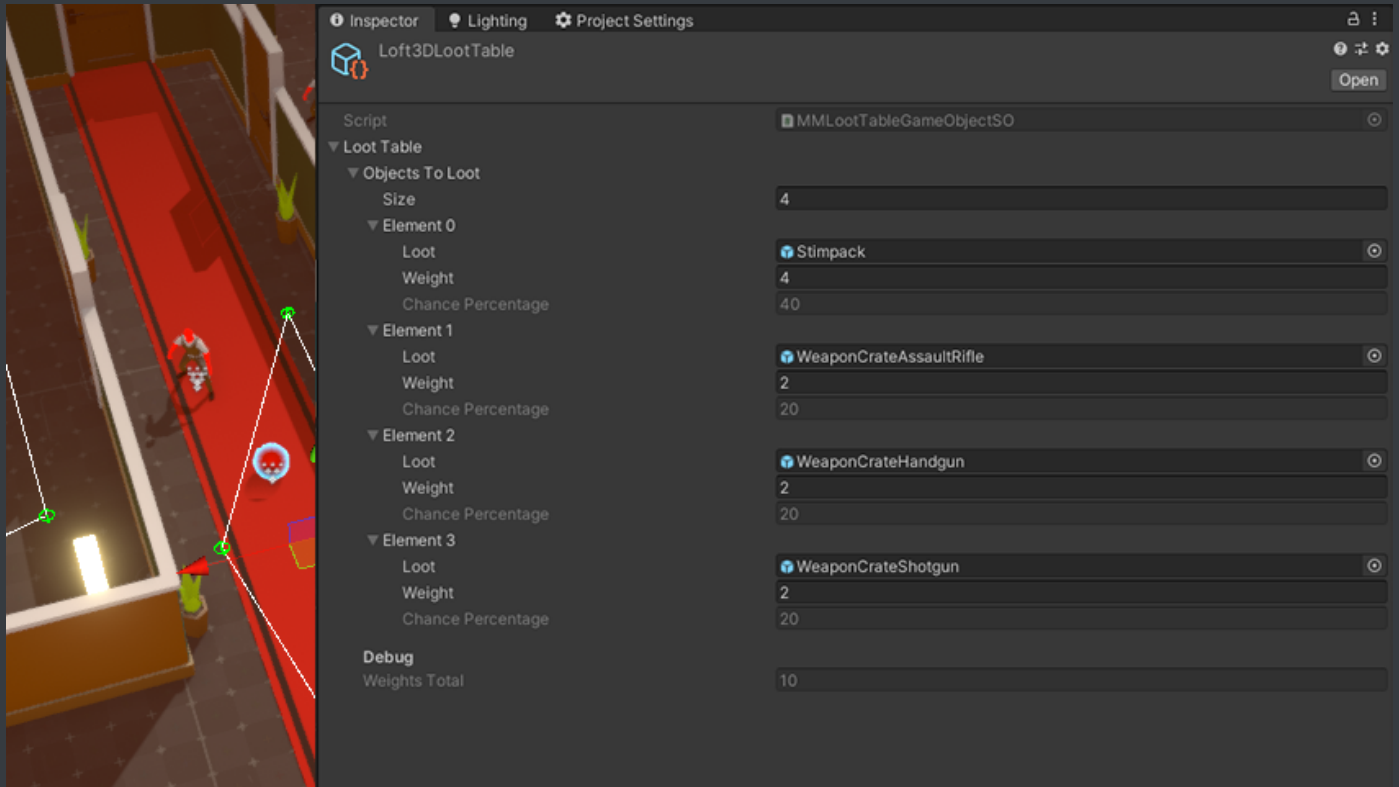 Inspector Lighting Project Settings
Loft3DLootTable
Open
Script MMLootTableGameObjectSO
Loot Table
Objects To Loot
Size 4
Element 0
Loot Stimpack
Weight 4
Chance Percentage 40
Element 1
Loot WeaponCrateAssaultRifle
Weight 2
Chance Percentage 20
Element 2
Loot WeaponCrateHandgun
Weight 2
Chance Percentage 20
Element 3
Loot WeaponCrateShotgun
Weight 2
Chance Percentage 20
Debug
Weights Total 10